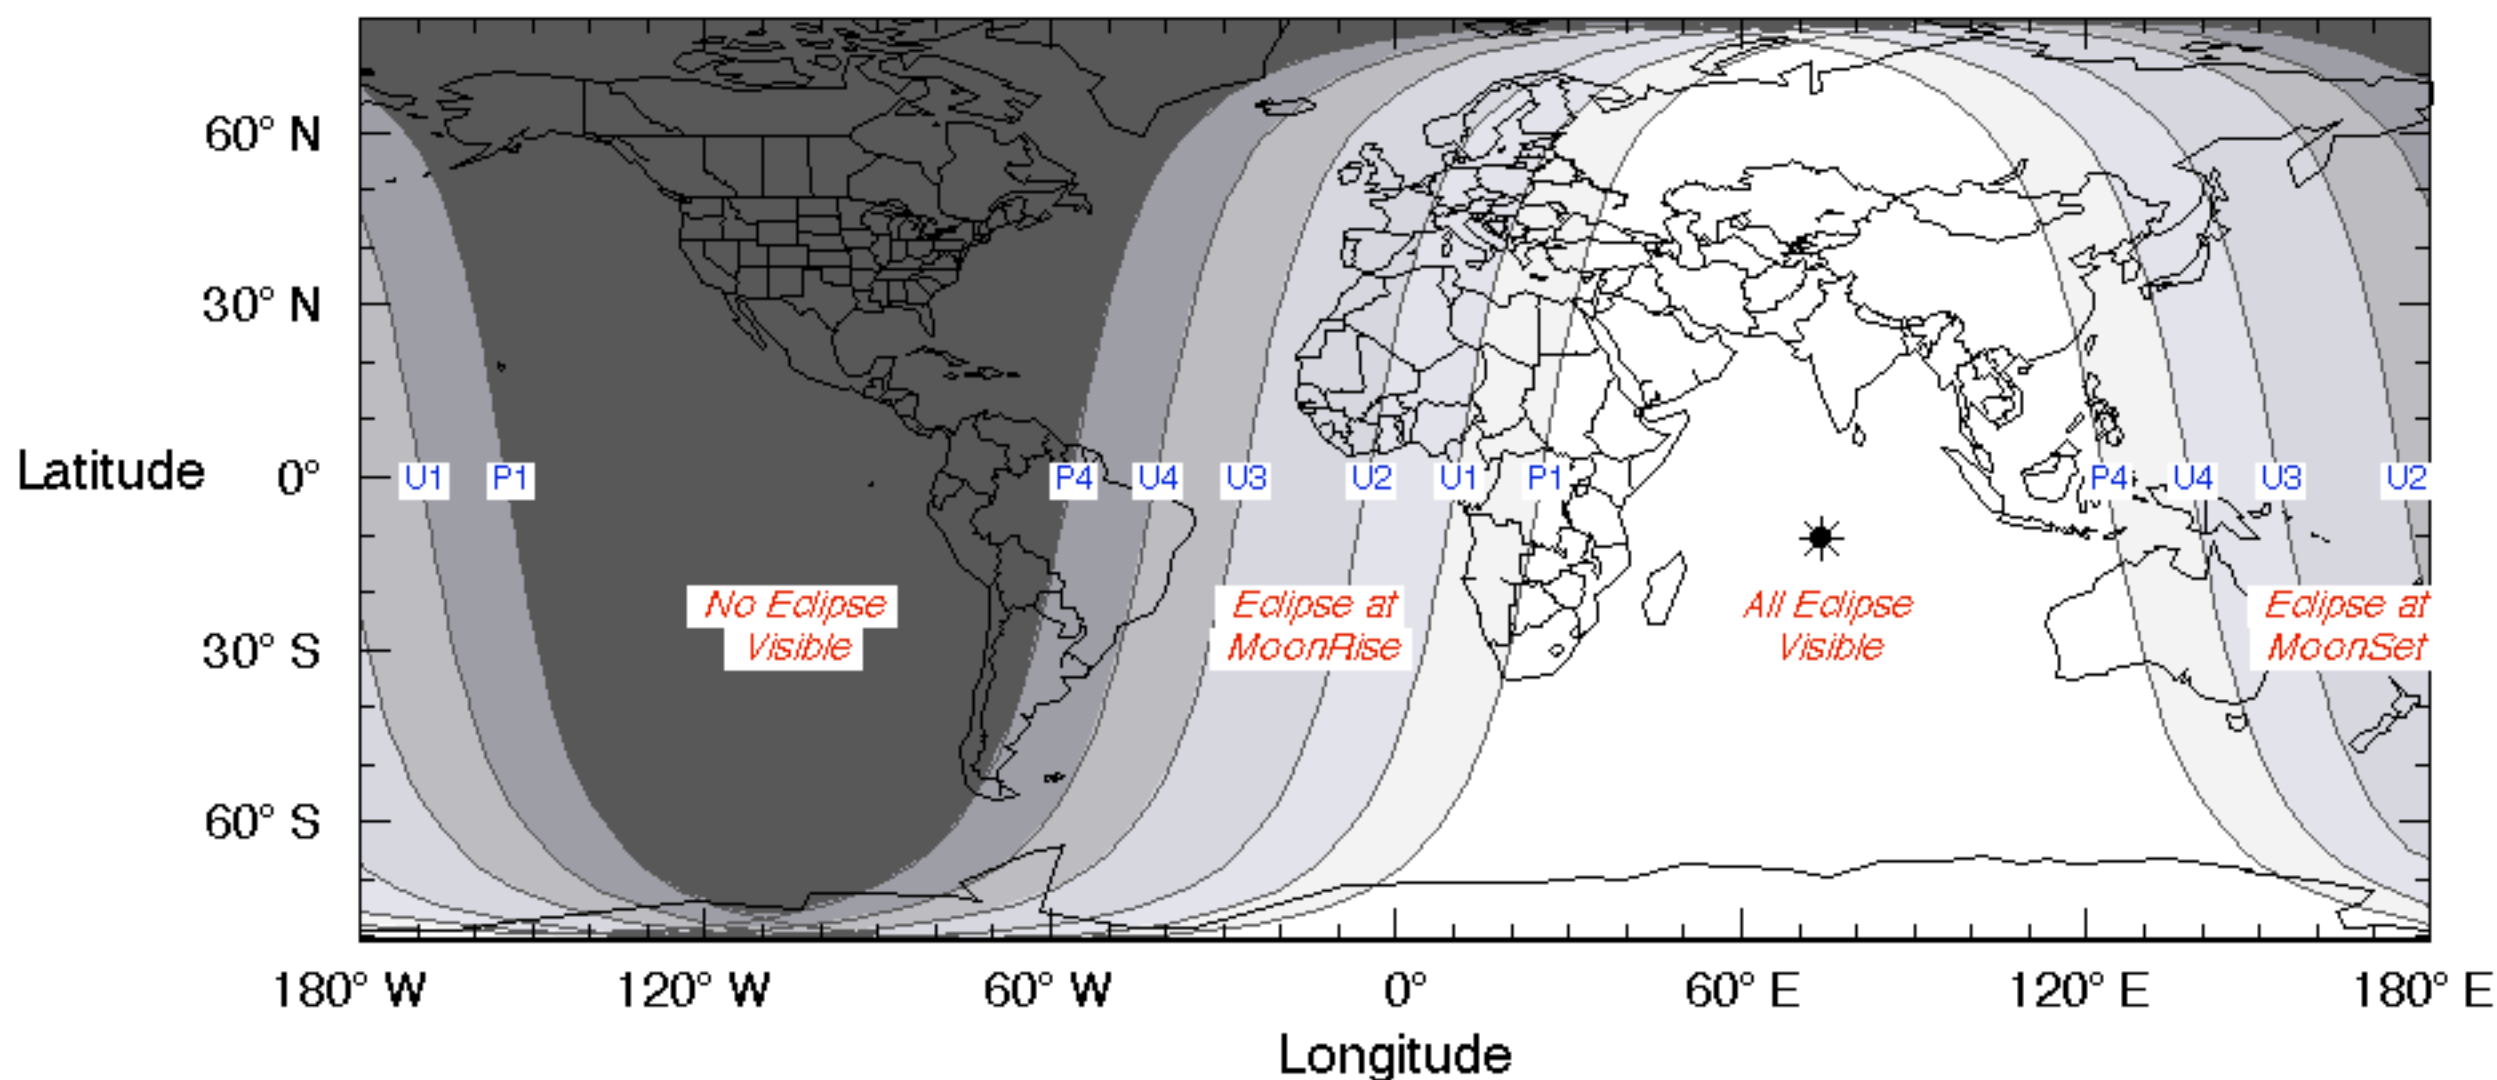 60° N
30° N
Latitude 0°
30° S
60° S
U1 P1 P4 U4 U3 U2 U1 P1 P4 U4 U3 U2
No Eclipse
Visible
Eclipse at
MoonRise
All Eclipse
Visible
Eclipse at
MoonSet
180° W 120° W 60° W 0° 60° E 120° E 180° E
Longitude